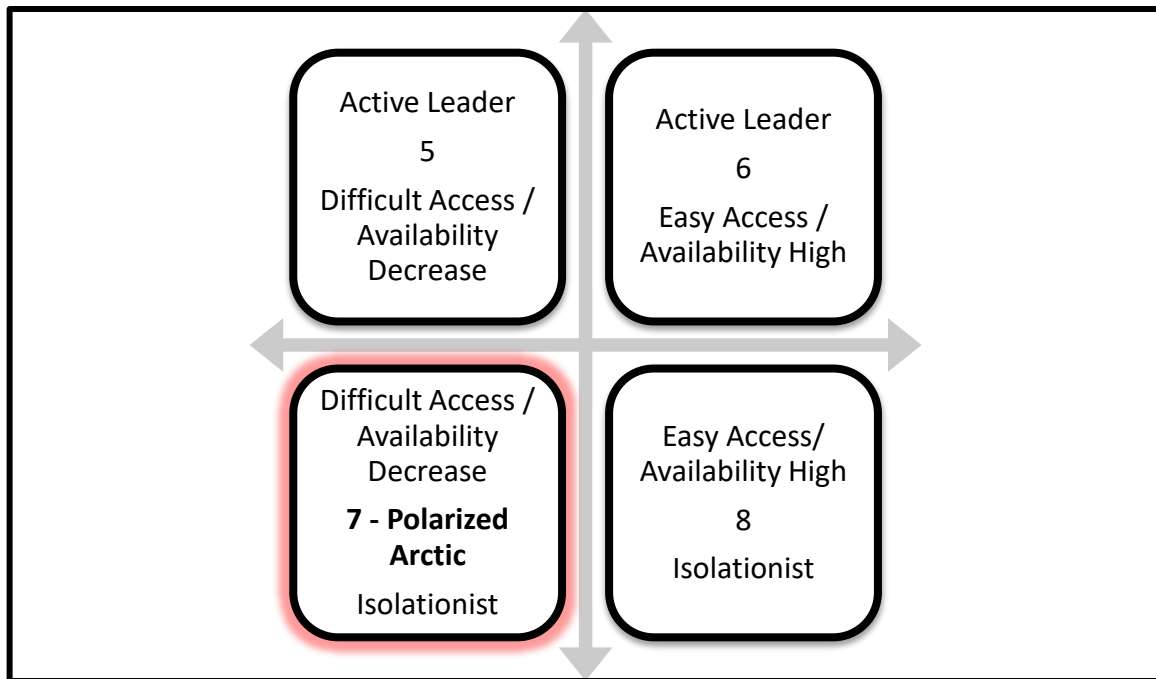 Active Leader
5
Difficult Access /
Availability
Decrease
Active Leader
6
Easy Access /
Availability High
Difficult Access /
Availability
Decrease
7 - Polarized
Arctic
Isolationist
Easy Access/
Availability High
8
Isolationist